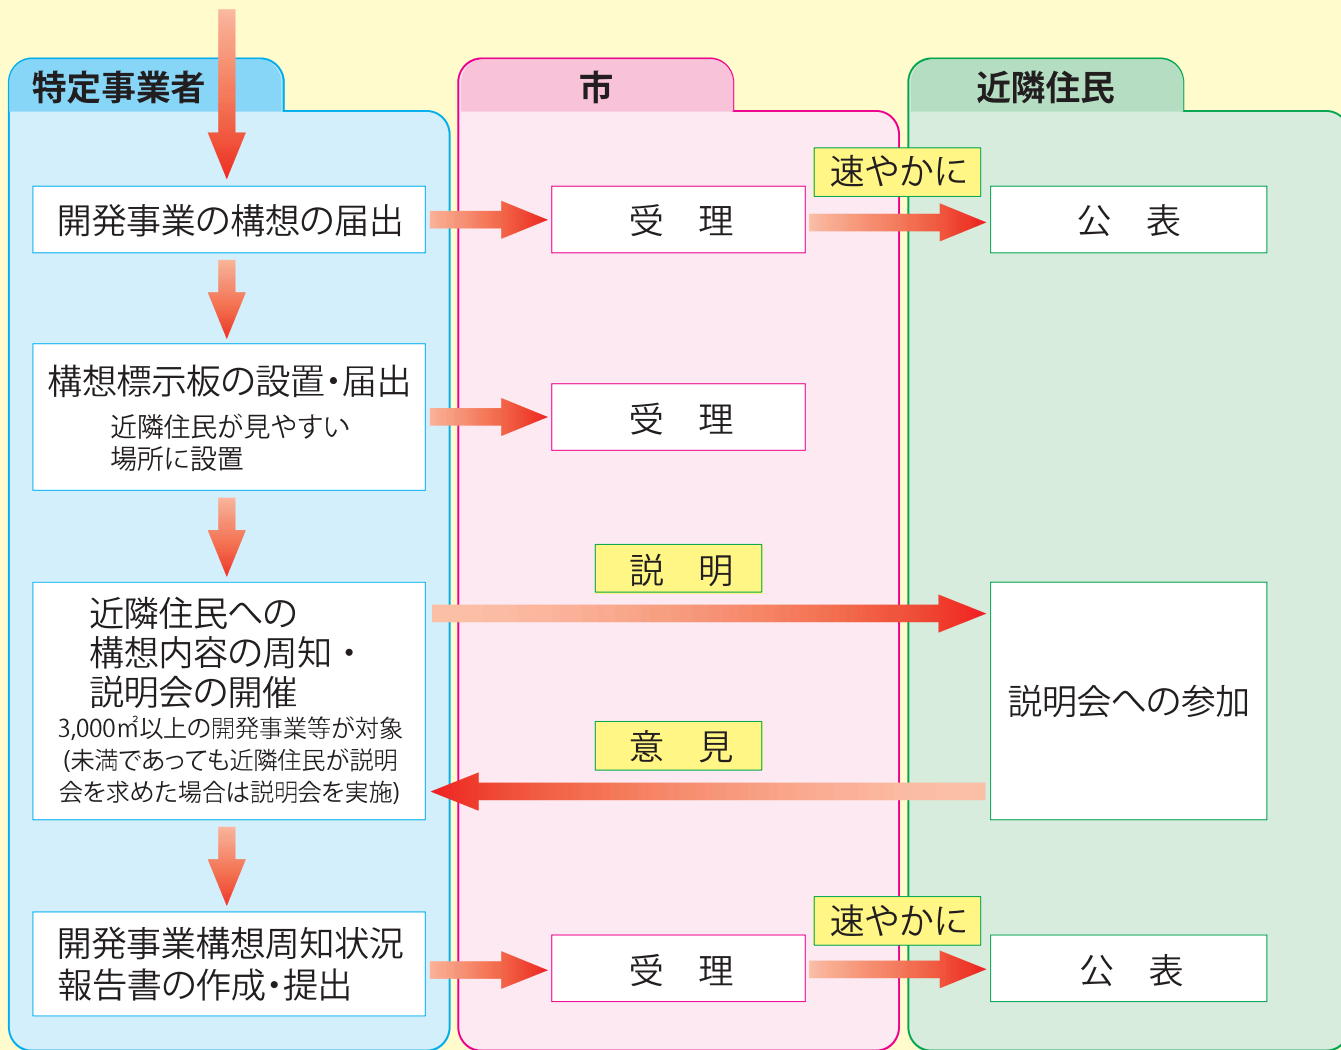 特定事業者
市
近隣住民
開発事業の構想の届出
受　理
速やかに
公　表
構想標示板の設置・届出
近隣住民が見やすい
場所に設置
受　理
近隣住民への
構想内容の周知・
説明会の開催
3,000㎡以上の開発事業等が対象
(未満であっても近隣住民が説明
会を求めた場合は説明会を実施)
説　明
意　見
説明会への参加
開発事業構想周知状況
報告書の作成・提出
受　理
速やかに
公　表